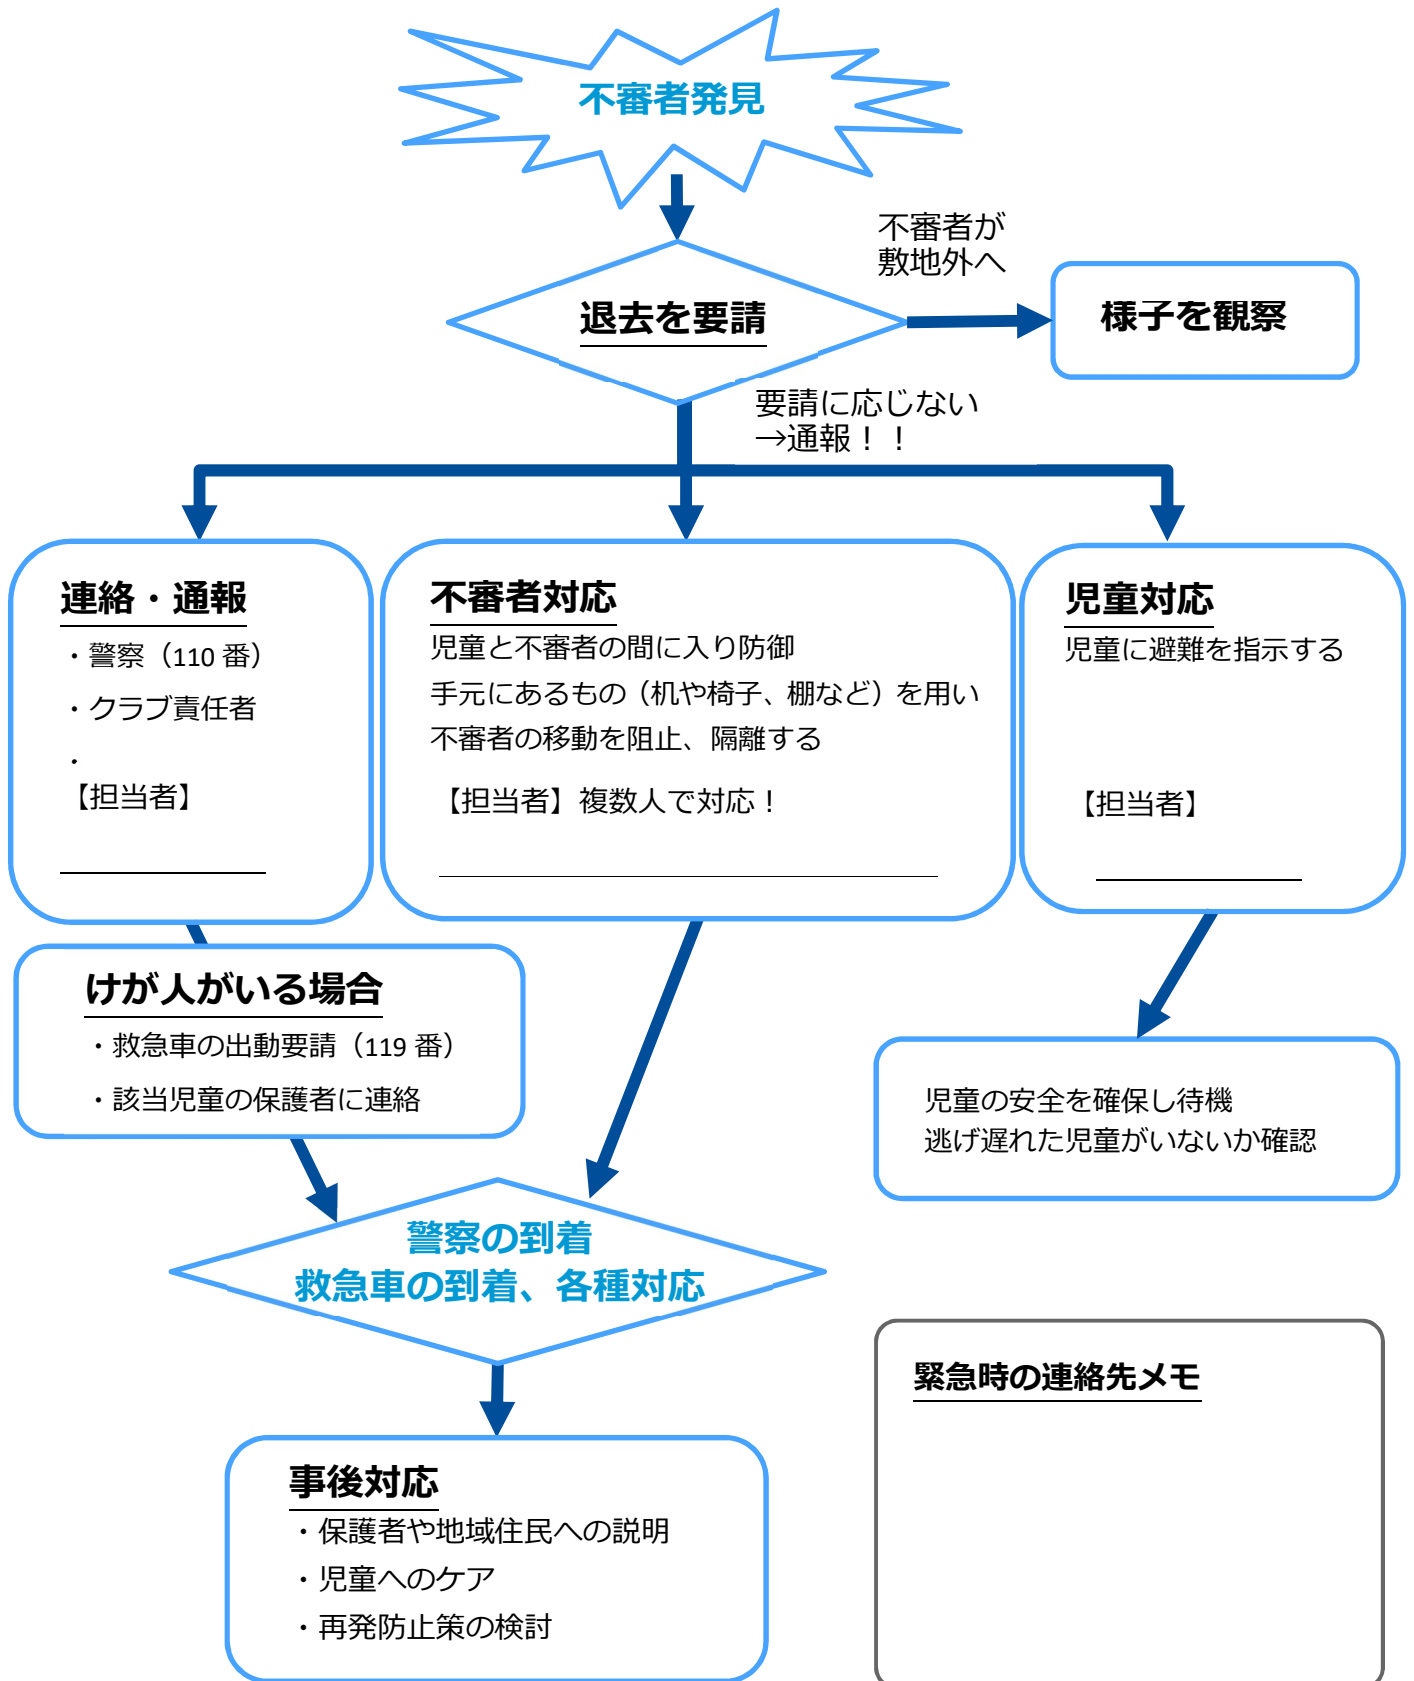 不審者発見
不審者が
敷地外へ
退去を要請
様子を観察
要請に応じない
→通報！！
連絡・通報
・警察（110 番）
・クラブ責任者
・
【担当者】
不審者対応
児童と不審者の間に入り防御
手元にあるもの（机や椅子、棚など）を用い
不審者の移動を阻止、隔離する
【担当者】複数人で対応！
児童対応
児童に避難を指示する
【担当者】
けが人がいる場合
・救急車の出動要請（119 番）
・該当児童の保護者に連絡
児童の安全を確保し待機
逃げ遅れた児童がいないか確認
警察の到着
救急車の到着、各種対応
緊急時の連絡先メモ
事後対応
・保護者や地域住民への説明
・児童へのケア
・再発防止策の検討